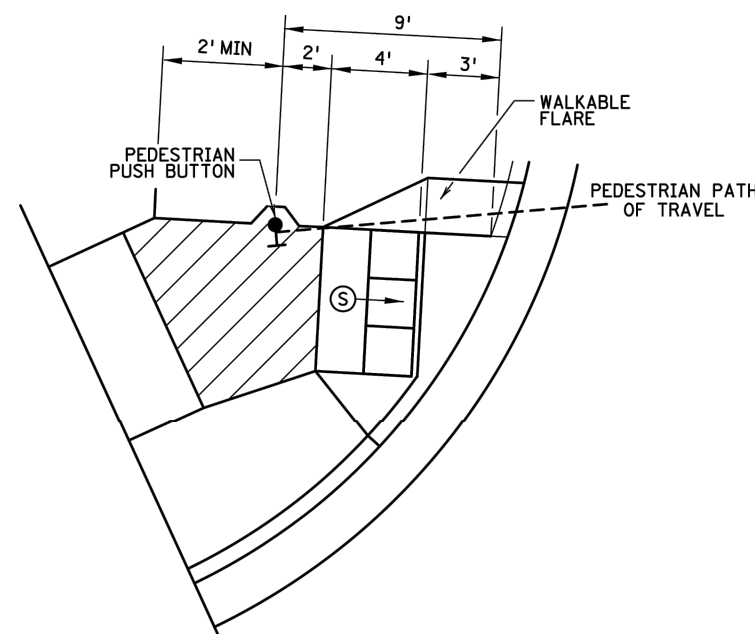 9'
2' MIN
2'
4'
3'
WALKABLE
FLARE
PEDESTRIAN
PUSH BUTTON
PEDESTRIAN PATH
OF TRAVEL
S